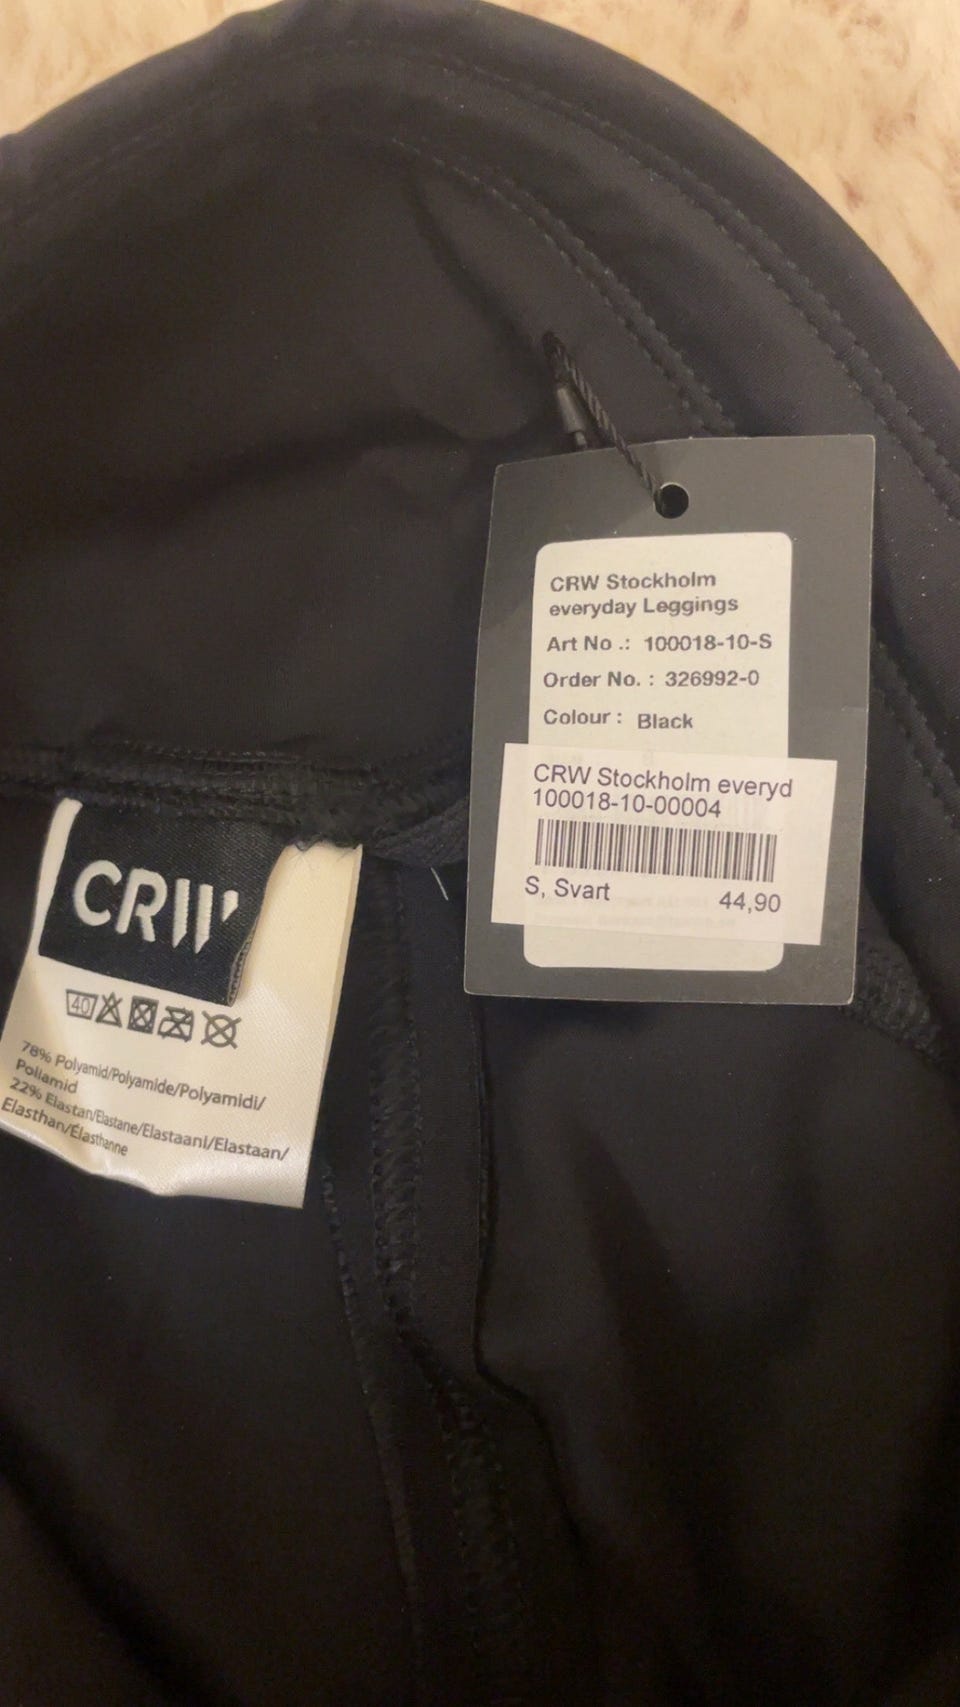 CRW Stockholm
everyday Leggings
Art No .: 100018-10-S
Order No. : 326992-0
Colour : Black
CRW Stockholm everyd
100018-10-00004
S, Svart 44,90
CRW
40
78% Polyamid/Polyamide/Polyamidi/
Poliamid
22% Elastan/Elastane/Elastaani/Elastaan/
Elasthan/Élasthanne